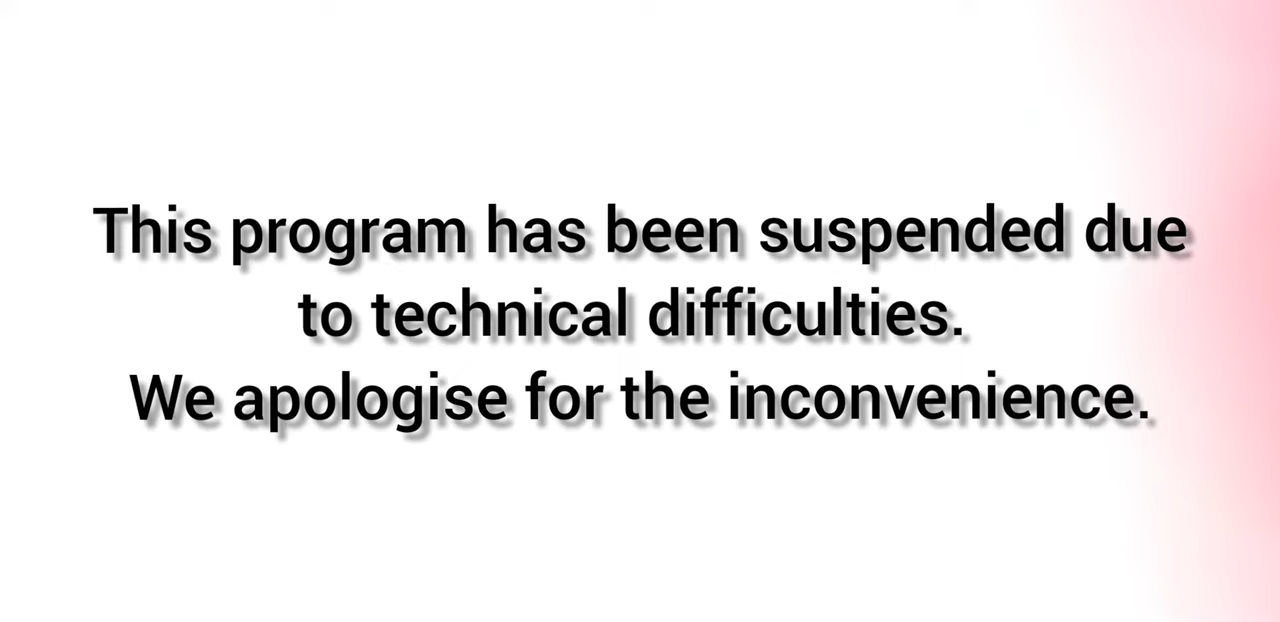 This program has been suspended due
to technical difficulties.
We apologise for the inconvenience.